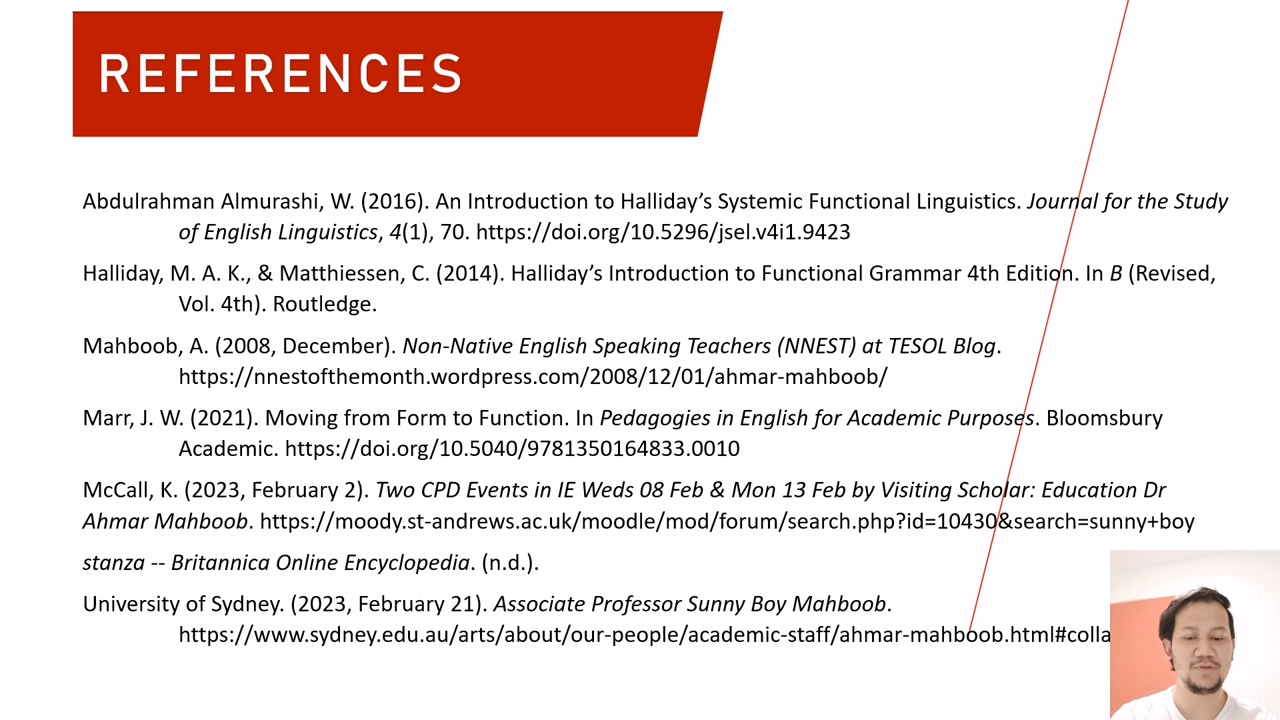 REFERENCES
Abdulrahman Almurashi, W. (2016). An Introduction to Halliday’s Systemic Functional Linguistics. Journal for the Study
of English Linguistics, 4(1), 70. https://doi.org/10.5296/jsel.v4i1.9423
Halliday, M. A. K., & Matthiessen, C. (2014). Halliday’s Introduction to Functional Grammar 4th Edition. In B (Revised,
Vol. 4th). Routledge.
Mahboob, A. (2008, December). Non-Native English Speaking Teachers (NNEST) at TESOL Blog.
https://nnestofthemonth.wordpress.com/2008/12/01/ahmar-mahboob/
Marr, J. W. (2021). Moving from Form to Function. In Pedagogies in English for Academic Purposes. Bloomsbury
Academic. https://doi.org/10.5040/9781350164833.0010
McCall, K. (2023, February 2). Two CPD Events in IE Weds 08 Feb & Mon 13 Feb by Visiting Scholar: Education Dr
Ahmar Mahboob. https://moody.st-andrews.ac.uk/moodle/mod/forum/search.php?id=10430&search=sunny+boy
stanza -- Britannica Online Encyclopedia. (n.d.).
University of Sydney. (2023, February 21). Associate Professor Sunny Boy Mahboob.
https://www.sydney.edu.au/arts/about/our-people/academic-staff/ahmar-mahboob.html#colla